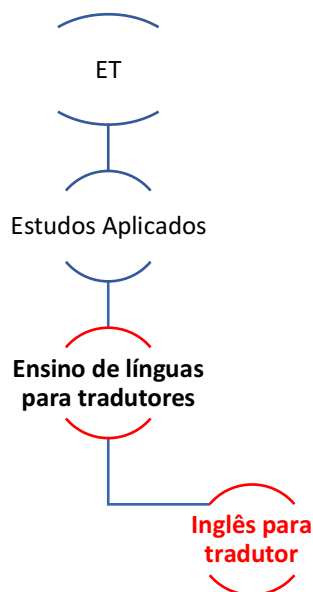 ET
Estudos Aplicados
Ensino de línguas
para tradutores
Inglês para
tradutor